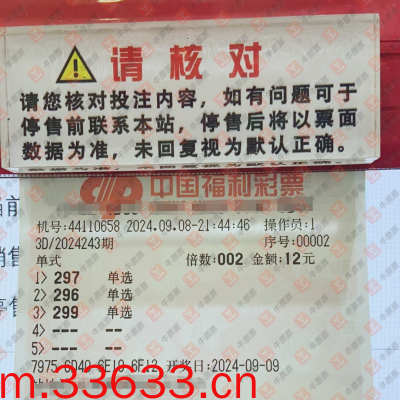 请核对
请您核对投注内容，如有问题可于
停售前联系本站，停售后将以票面
数据为准，未回复视为默认正确。
中国福利彩票
机号:44110658 2024.09.08-21:44:46 操作员:1
3D/2024243期 序号:00002
单式 倍数:002 金额:12元
1> 297 单选
2> 296 单选
3> 299 单选
4> --- --
5> --- --
7975 6D40 6E10 6E12 开奖日:2024-09-09
m.33633.cn